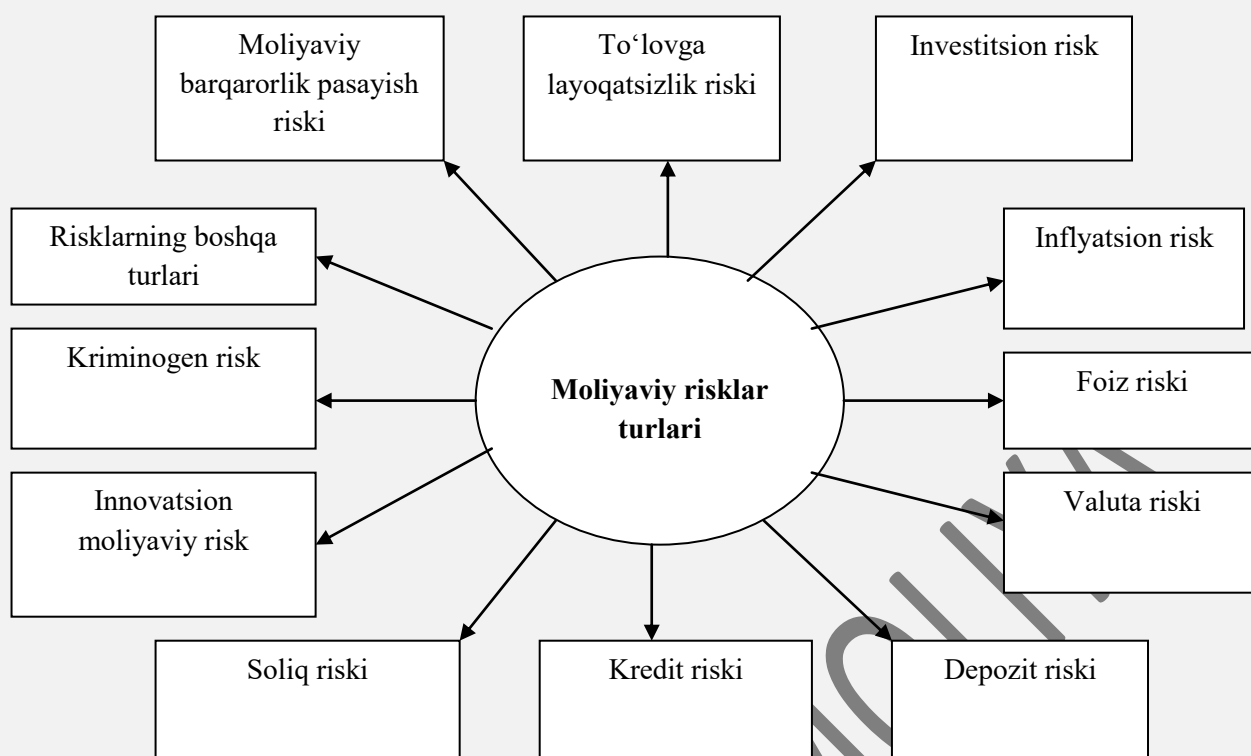 Moliyaviy
barqarorlik pasayish
riski
To‘lovga
layoqatsizlik riski
Investitsion risk
Risklarning boshqa
turlari
Inflyatsion risk
Kriminogen risk
Moliyaviy risklar
turlari
Foiz riski
Innovatsion
moliyaviy risk
Valuta riski
Soliq riski
Kredit riski
Depozit riski